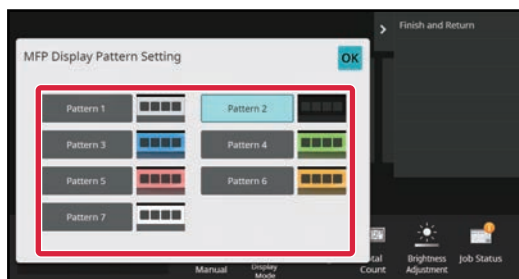 Finish and Return
MFP Display Pattern Setting
OK
Pattern 1
Pattern 2
Pattern 3
Pattern 4
Pattern 5
Pattern 6
Pattern 7
Manual
Display
Mode
Count
Brightness
Adjustment
Job Status